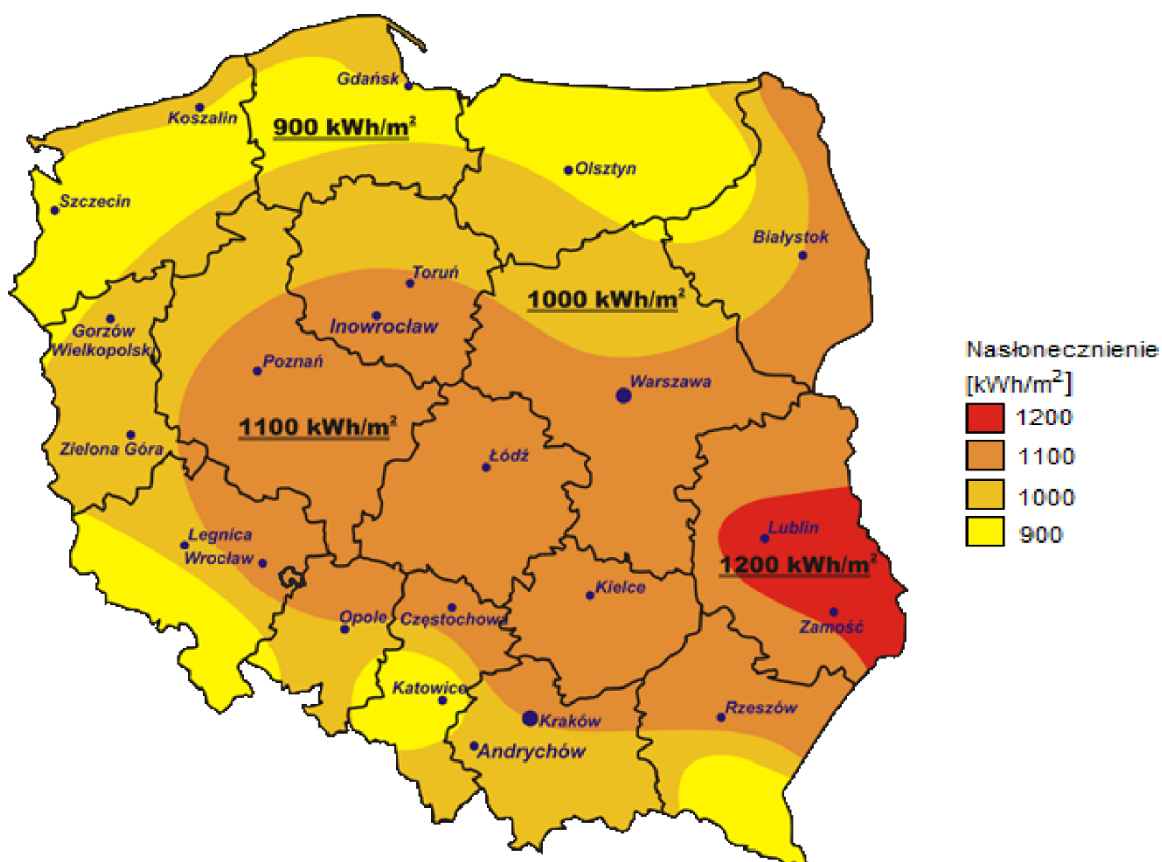 Gdańsk
Koszalin
900 kWh/m²
Olsztyn
Szczecin
Białystok
Toruń
1000 kWh/m²
Gorzów
Wielkopolski
Inowrocław
Poznań
Warszawa
1100 kWh/m²
Zielona Góra
Łódź
Legnica
Wrocław
Lublin
1200 kWh/m²
Kielce
Opole
Częstochowa
Zamość
Katowice
Kraków
Rzeszów
Andrychów
Nasłonecznienie
[kWh/m²]
1200
1100
1000
900